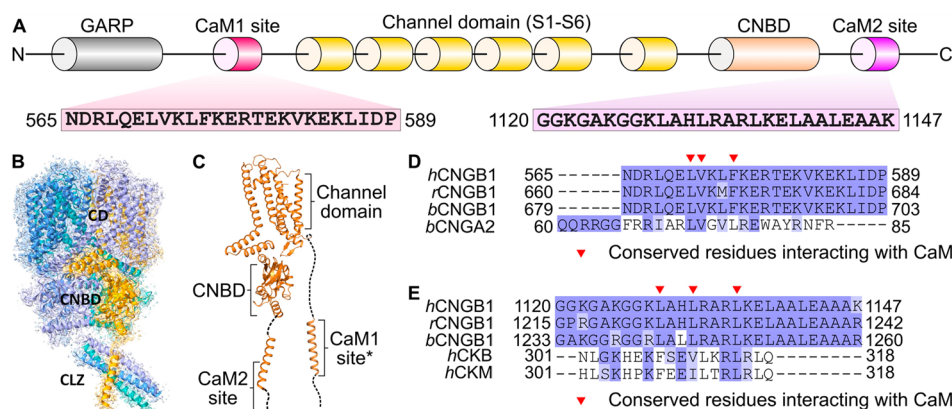 A
GARP
CaM1 site
Channel domain (S1-S6)
CNBD
CaM2 site
N
C
565 NDRLQELVKLFKERTEKVKEKLIDP 589
1120 GGKGAKGGKLAHLRARLKELAALEAAAK 1147
B
CD
CNBD
CLZ
C
Channel
domain
CNBD
CaM1
site*
CaM2
site
D
hCNGB1 565 ------NDRLQELVKLFKERTEKVKEKLIDP 589
rCNGB1 660 ------NDRLQELVKMFKERTEKVKEKLIDP 684
bCNGB1 679 ------NDRLQELVKLFKERTEKVKEKLIDP 703
bCNGA2 60 QQRRGGFRRIARLVGVLREWAYRNFR----- 85
Conserved residues interacting with CaM
E
hCNGB1 1120 GGKGAKGGKLAHLRARLKELAALEAAAK 1147
rCNGB1 1215 GPRGAKGGKLAHLRARLKELAALEAAAR 1242
bCNGB1 1233 GAKGGRGGRLALLRARLKELAALEAAAR 1260
hCKB 301 --NLGKHEKFSEVLKRLRLQ------ 318
hCKM 301 --HLSKHPKFEEILTRLRLQ------ 318
Conserved residues interacting with CaM